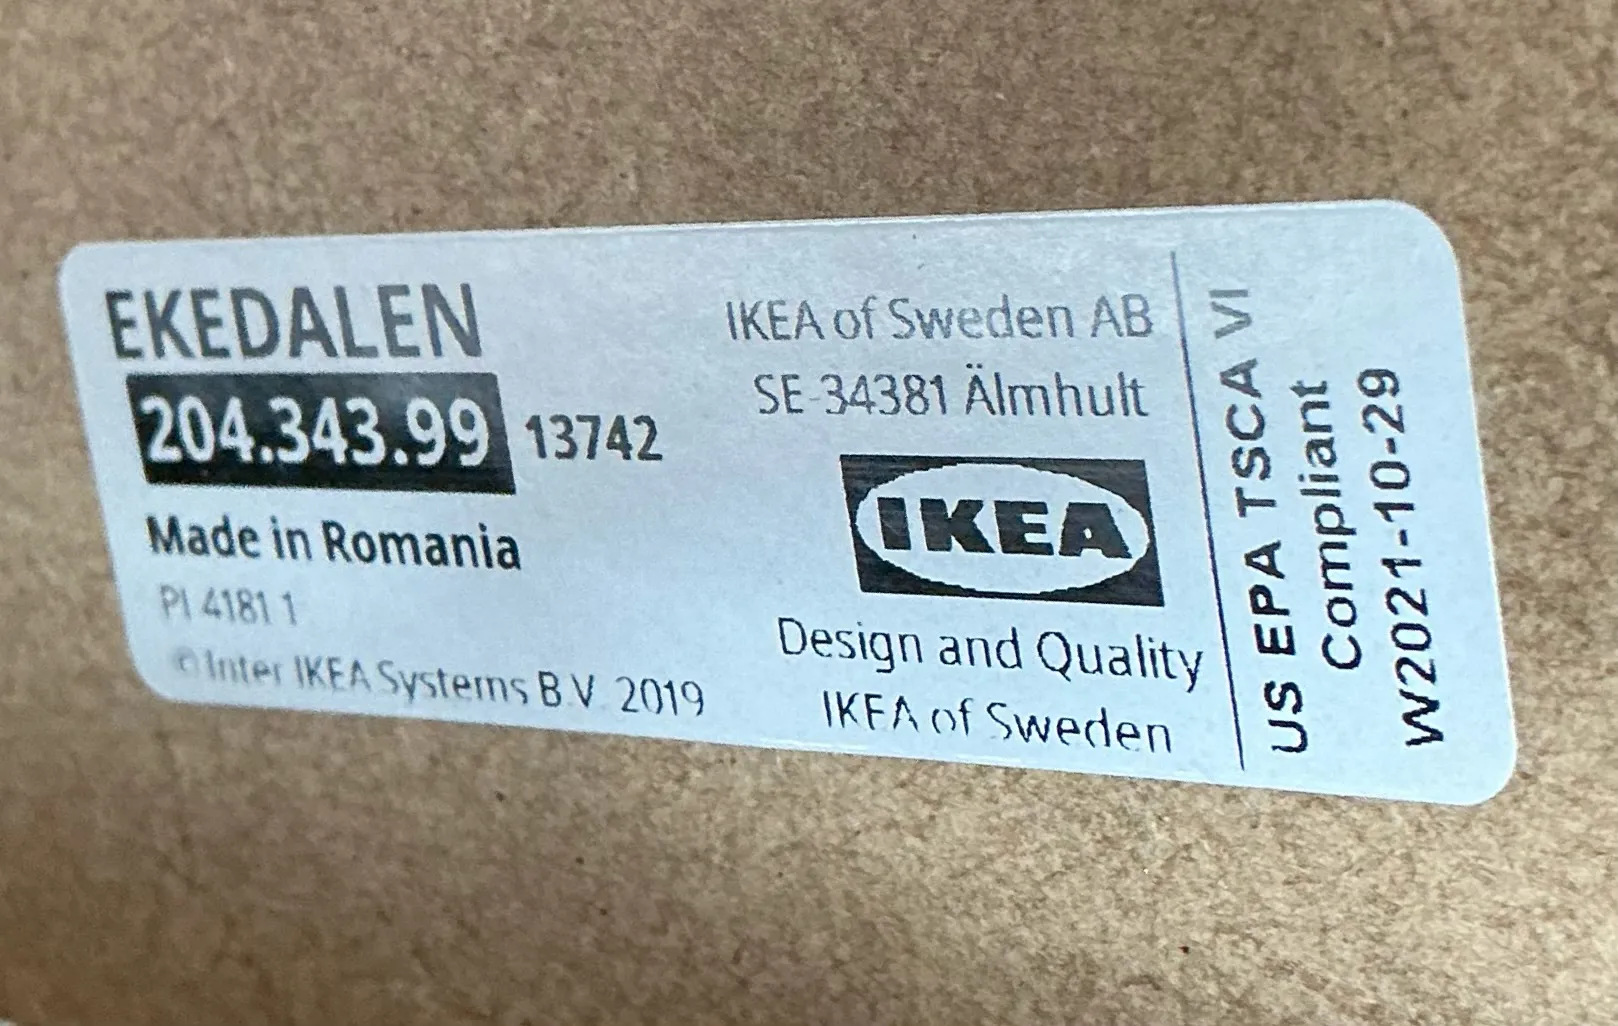 EKEDALEN
204.343.99 13742
Made in Romania
PI 4181 1
© Inter IKEA Systems B.V. 2019
IKEA of Sweden AB
SE-34381 Älmhult
IKEA
Design and Quality
IKEA of Sweden
US EPA TSCA VI
Compliant
W2021-10-29